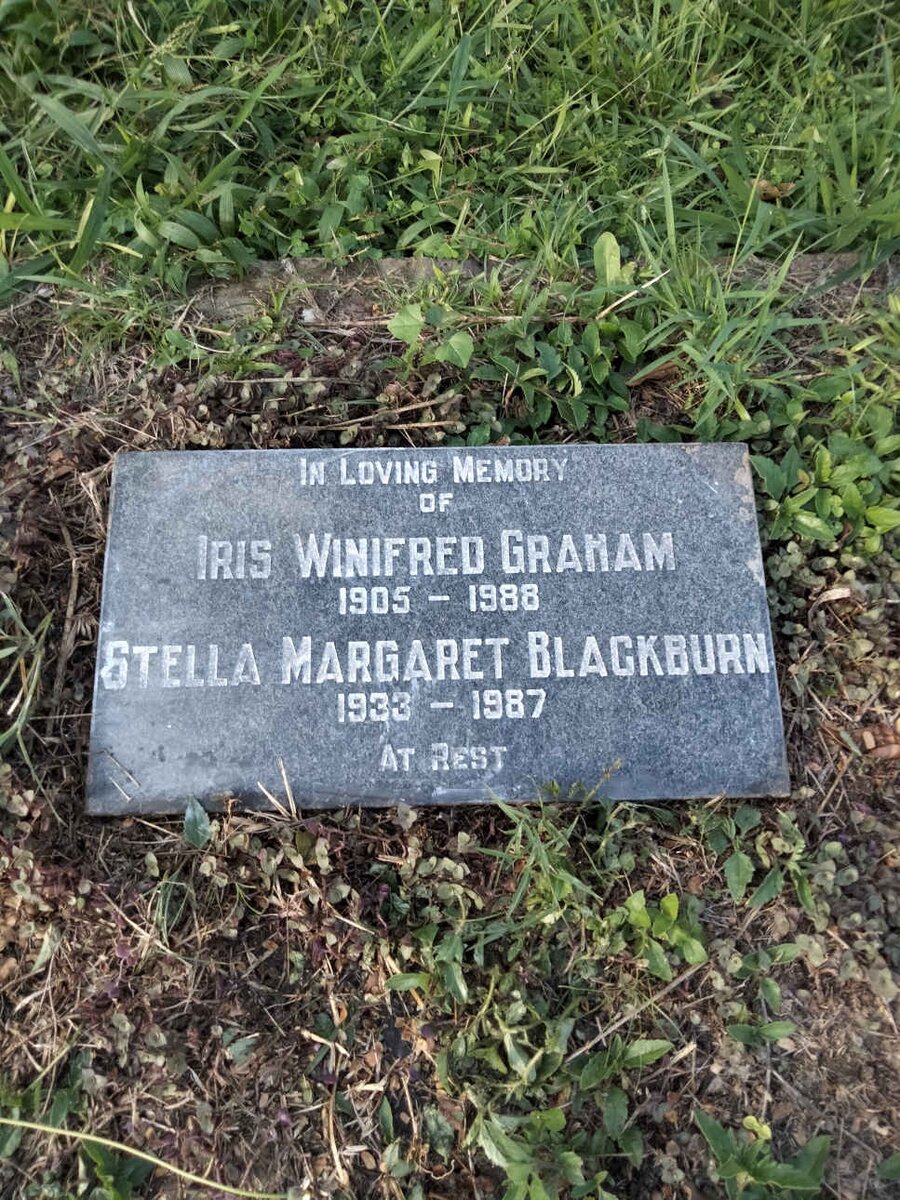 In Loving Memory
of
Iris Winifred Graham
1905 – 1988
Stella Margaret Blackburn
1933 – 1987
At Rest